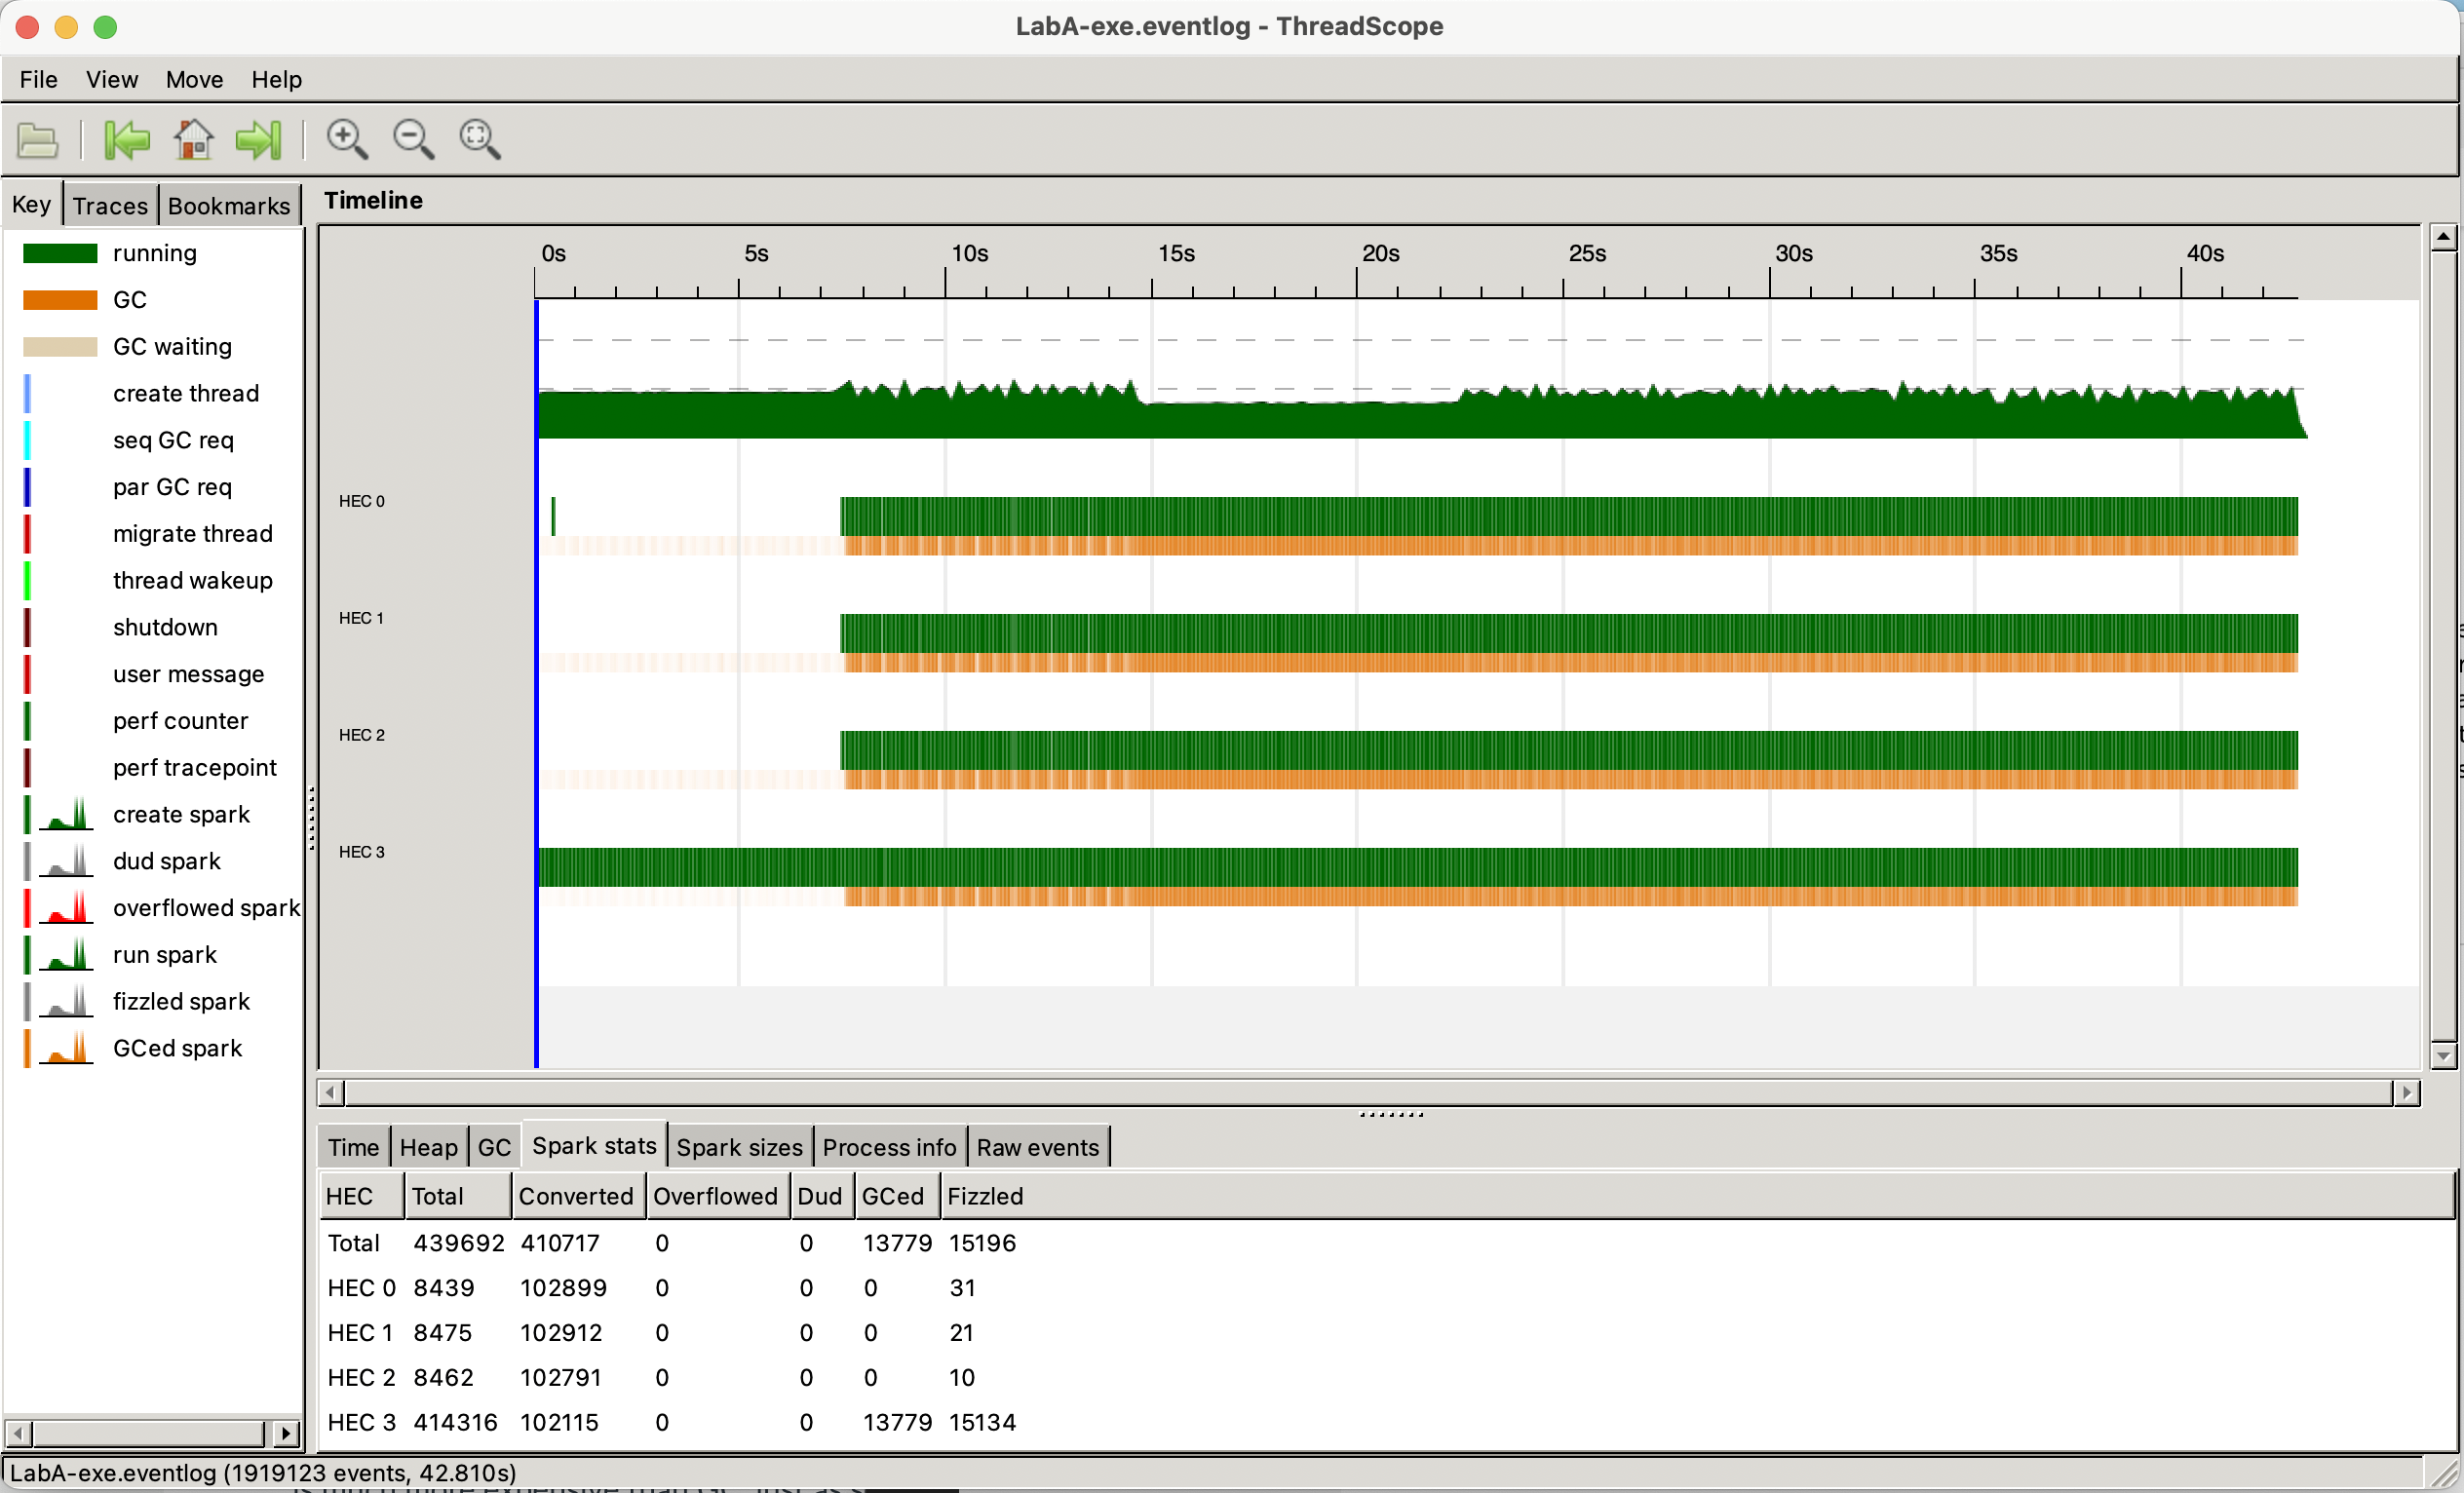 LabA-exe.eventlog - ThreadScope
File View Move Help
Key Traces Bookmarks
running
GC
GC waiting
create thread
seq GC req
par GC req
migrate thread
thread wakeup
shutdown
user message
perf counter
perf tracepoint
create spark
dud spark
overflowed spark
run spark
fizzled spark
GCed spark
Timeline
0s 5s 10s 15s 20s 25s 30s 35s 40s
HEC 0
HEC 1
HEC 2
HEC 3
Time Heap GC Spark stats Spark sizes Process info Raw events
HEC Total Converted Overflowed Dud GCed Fizzled
Total 439692 410717 0 0 13779 15196
HEC 0 8439 102899 0 0 0 31
HEC 1 8475 102912 0 0 0 21
HEC 2 8462 102791 0 0 0 10
HEC 3 414316 102115 0 0 13779 15134
LabA-exe.eventlog (1919123 events, 42.810s)